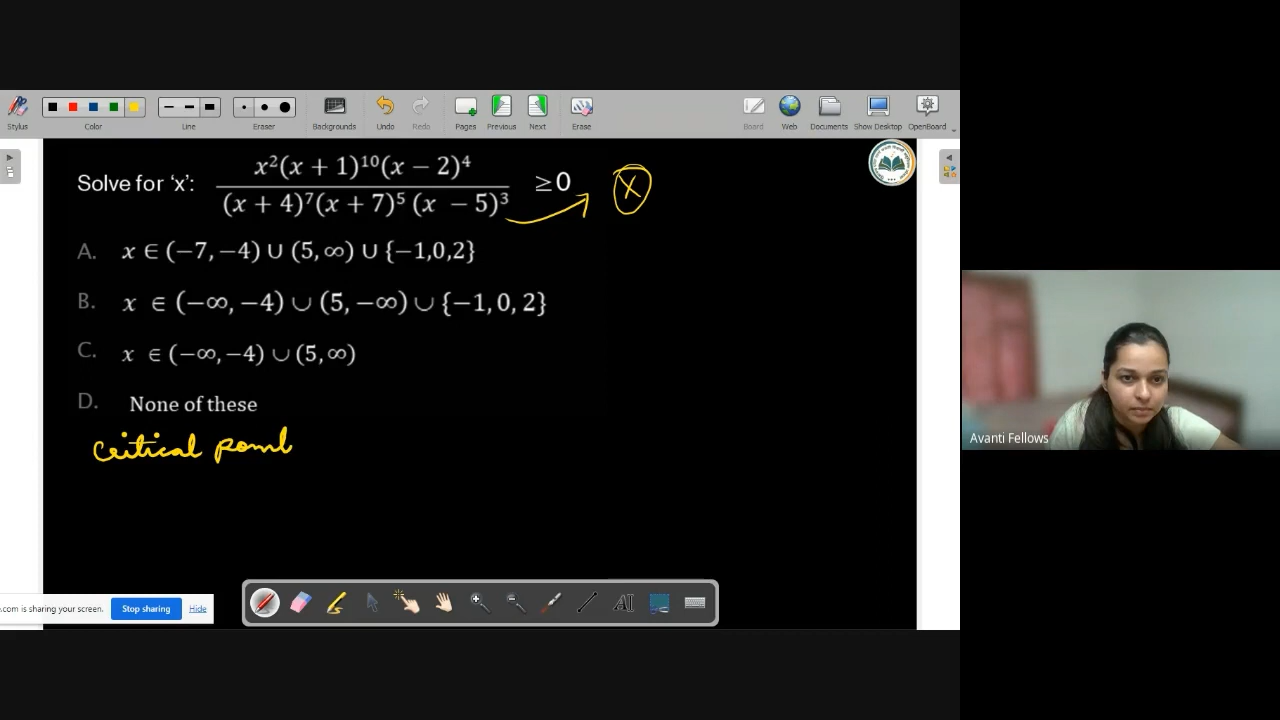 Stylus
Color
Line
Eraser
Backgrounds
Undo
Redo
Pages
Previous
Next
Erase
Board
Web
Documents
Show Desktop
OpenBoard
Solve for ‘x’: x²(x + 1)¹⁰(x − 2)⁴ / (x + 4)⁷(x + 7)⁵ (x − 5)³ ≥0 X
A. x ∈ (−7, −4) ∪ (5, ∞) ∪ {−1,0,2}
B. x ∈ (−∞, −4) ∪ (5, −∞) ∪ {−1, 0, 2}
C. x ∈ (−∞, −4) ∪ (5, ∞)
D. None of these
critical point
Avanti Fellows
.com is sharing your screen. Stop sharing Hide
AI